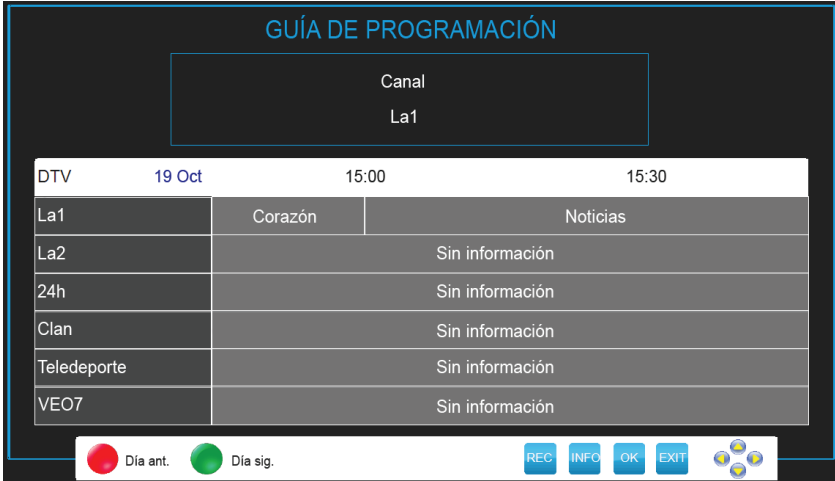 GUÍA DE PROGRAMACIÓN
Canal
La1
DTV 19 Oct 15:00 15:30
La1 Corazón Noticias
La2 Sin información
24h Sin información
Clan Sin información
Teledeporte Sin información
VEO7 Sin información
Día ant. Día sig. REC INFO OK EXIT